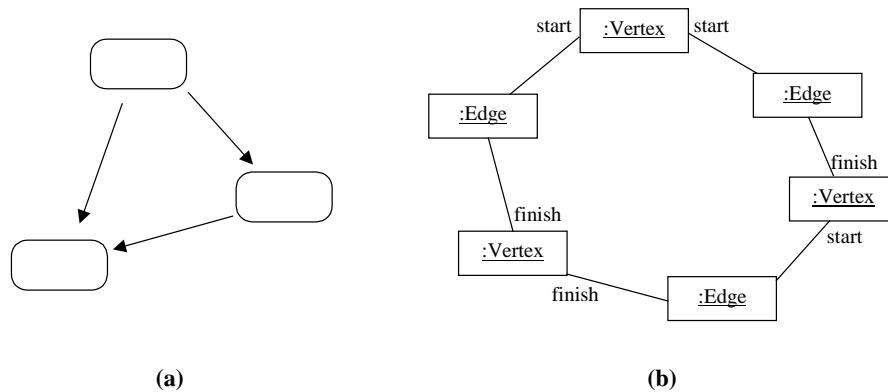 start
:Vertex
start
:Edge
:Edge
finish
:Vertex
finish
start
:Vertex
finish
:Edge
(a)
(b)